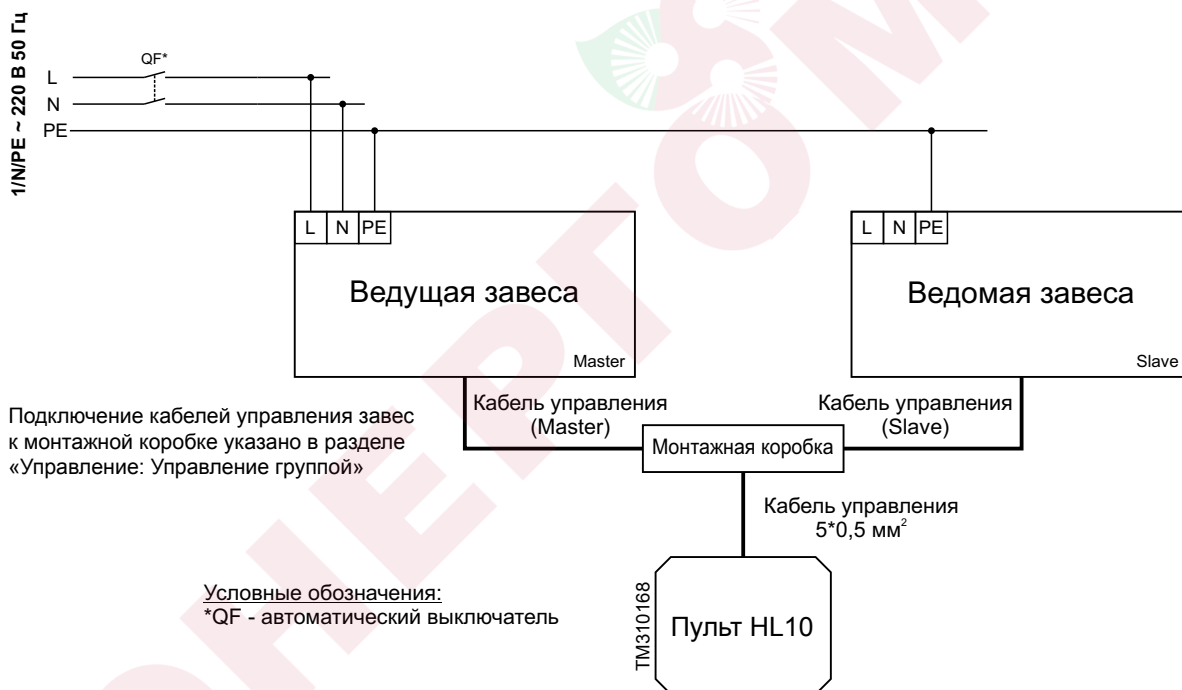 1/N/PE ~ 220 В 50 Гц
QF*
L
N
PE
L N PE
L N PE
Ведущая завеса
Ведомая завеса
Master
Slave
Подключение кабелей управления завес
к монтажной коробке указано в разделе
«Управление: Управление группой»
Кабель управления
(Master)
Кабель управления
(Slave)
Монтажная коробка
Кабель управления
5*0,5 мм²
Условные обозначения:
*QF - автоматический выключатель
TM310168
Пульт HL10
ЭНЕРГОМ